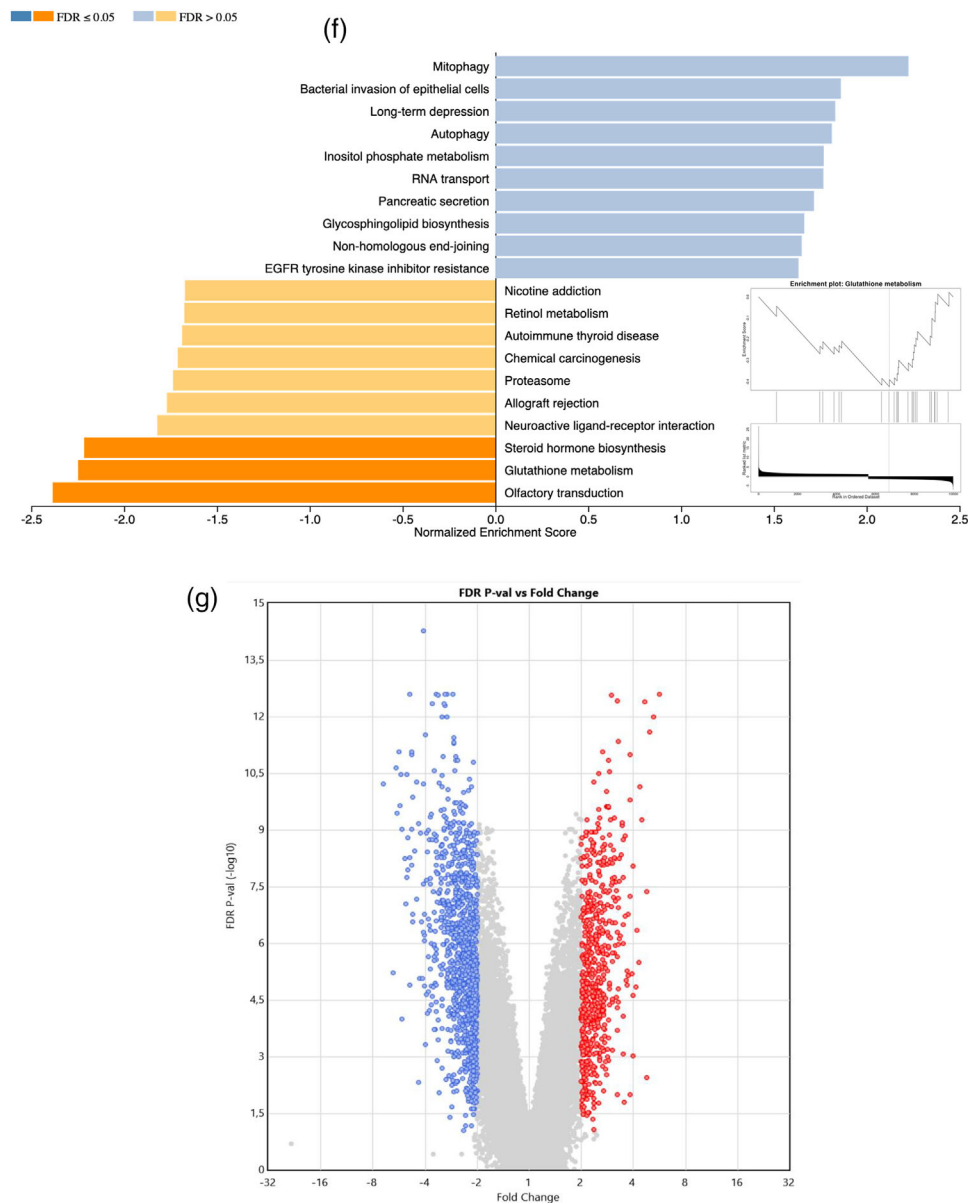 FDR ≤ 0.05 FDR > 0.05
(f)
Mitophagy
Bacterial invasion of epithelial cells
Long-term depression
Autophagy
Inositol phosphate metabolism
RNA transport
Pancreatic secretion
Glycosphingolipid biosynthesis
Non-homologous end-joining
EGFR tyrosine kinase inhibitor resistance
Nicotine addiction
Retinol metabolism
Autoimmune thyroid disease
Chemical carcinogenesis
Proteasome
Allograft rejection
Neuroactive ligand-receptor interaction
Steroid hormone biosynthesis
Glutathione metabolism
Olfactory transduction
Enrichment plot: Glutathione metabolism
Enrichment Score
Rank in Ordered Dataset
-2.5 -2.0 -1.5 -1.0 -0.5 0.0 0.5 1.0 1.5 2.0 2.5
Normalized Enrichment Score
(g)
FDR P-val vs Fold Change
FDR P-val (-log10)
15
13,5
12
10,5
9
7,5
6
4,5
3
1,5
0
-32 -16 -8 -4 -2 1 2 4 8 16 32
Fold Change